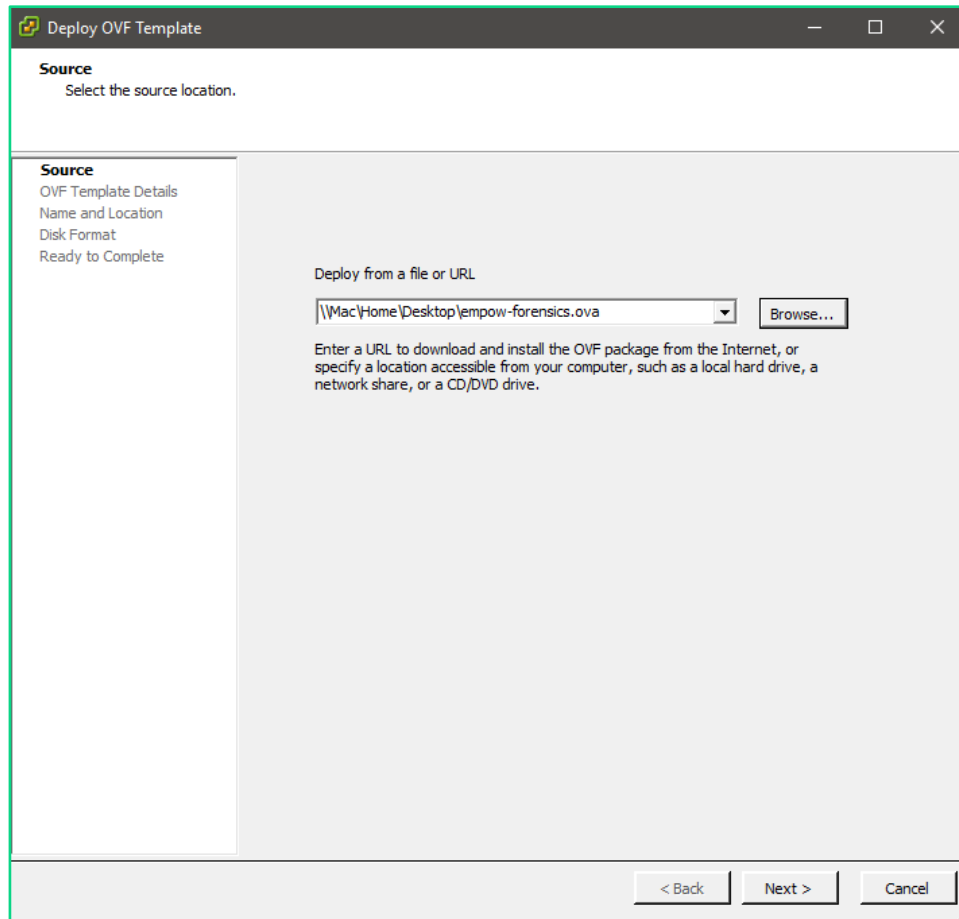 Deploy OVF Template
Source
Select the source location.
Source
OVF Template Details
Name and Location
Disk Format
Ready to Complete
Deploy from a file or URL
\\Mac\Home\Desktop\empow-forensics.ova
Browse...
Enter a URL to download and install the OVF package from the Internet, or
specify a location accessible from your computer, such as a local hard drive, a
network share, or a CD/DVD drive.
< Back
Next >
Cancel